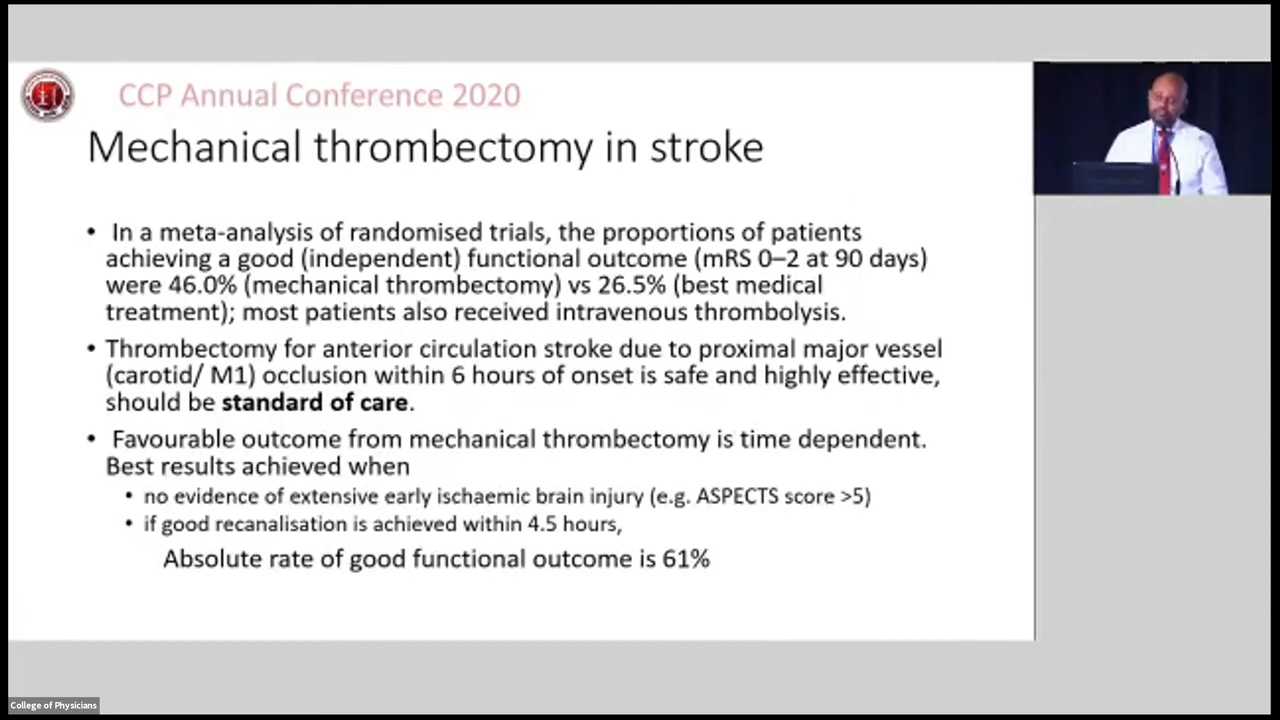 CCP Annual Conference 2020
Mechanical thrombectomy in stroke
• In a meta-analysis of randomised trials, the proportions of patients
achieving a good (independent) functional outcome (mRS 0–2 at 90 days)
were 46.0% (mechanical thrombectomy) vs 26.5% (best medical
treatment); most patients also received intravenous thrombolysis.
• Thrombectomy for anterior circulation stroke due to proximal major vessel
(carotid/ M1) occlusion within 6 hours of onset is safe and highly effective,
should be standard of care.
• Favourable outcome from mechanical thrombectomy is time dependent.
Best results achieved when
• no evidence of extensive early ischaemic brain injury (e.g. ASPECTS score >5)
• if good recanalisation is achieved within 4.5 hours,
Absolute rate of good functional outcome is 61%
College of Physicians